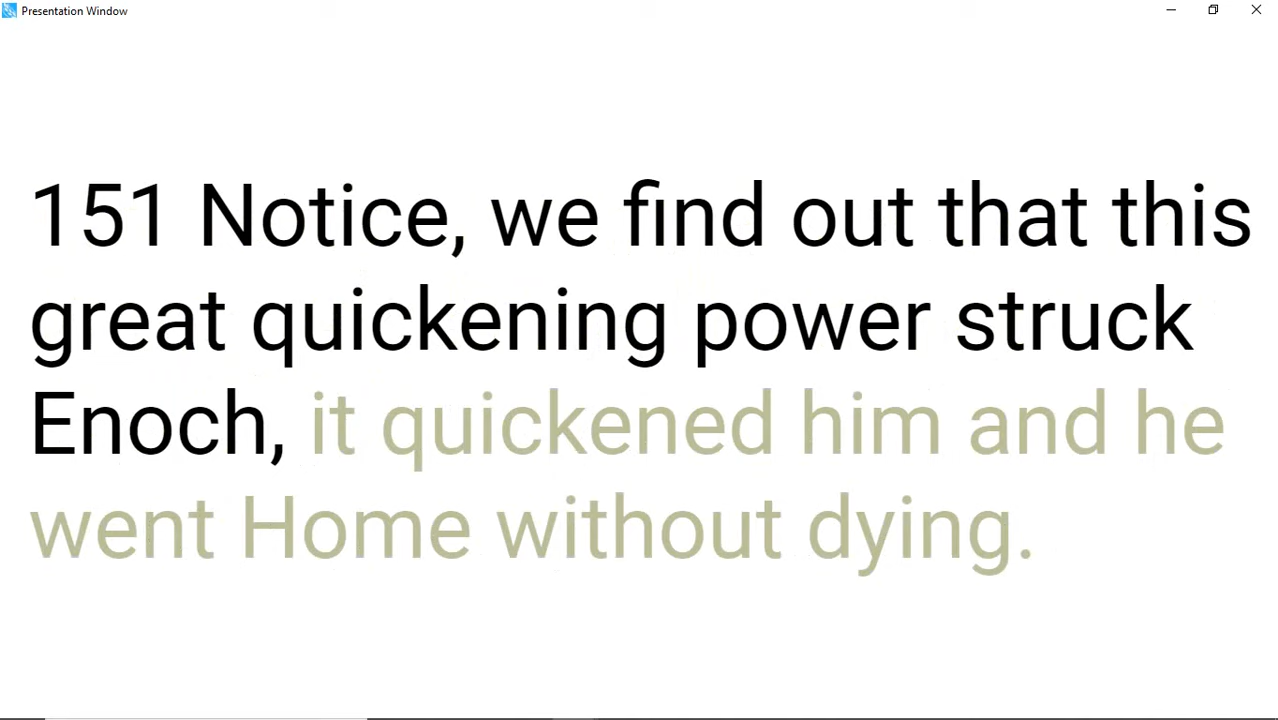 Presentation Window
151 Notice, we find out that this
great quickening power struck
Enoch, it quickened him and he
went Home without dying.